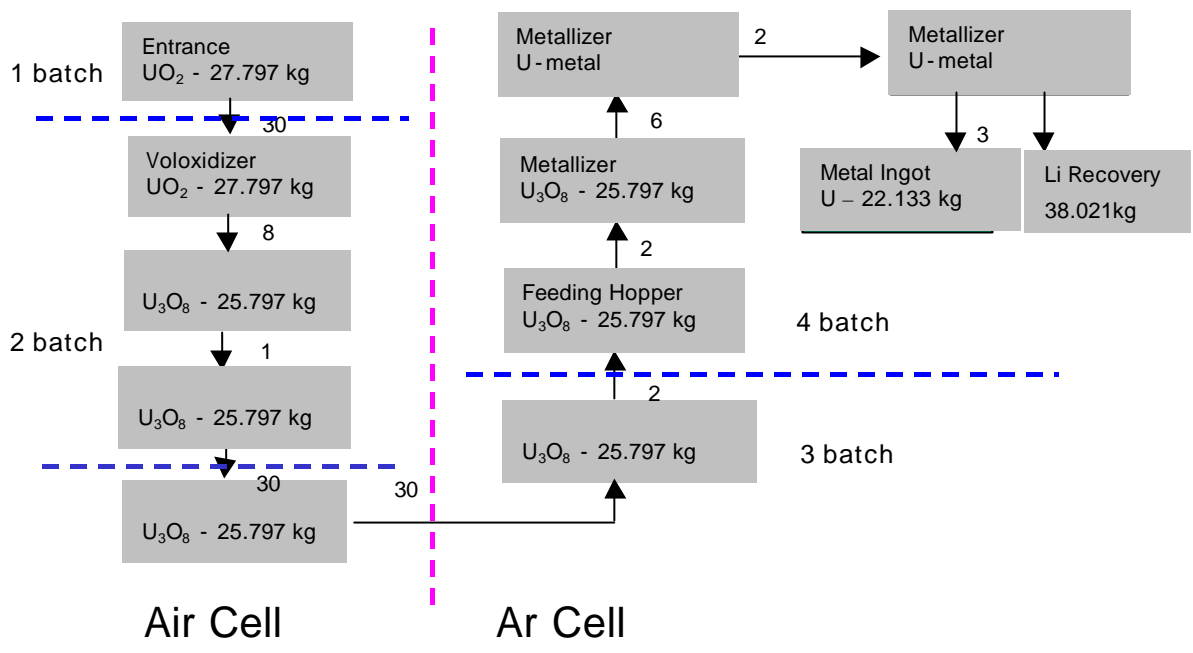 Entrance
UO₂ - 27.797 kg
1 batch
30
Voloxidizer
UO₂ - 27.797 kg
8
U₃O₈ - 25.797 kg
2 batch
1
U₃O₈ - 25.797 kg
30
U₃O₈ - 25.797 kg
30
Air Cell
Metallizer
U-metal
2
Metallizer
U-metal
6
3
Metallizer
U₃O₈ - 25.797 kg
Metal Ingot
U – 22.133 kg
Li Recovery
38.021kg
2
Feeding Hopper
U₃O₈ - 25.797 kg
4 batch
2
U₃O₈ - 25.797 kg
3 batch
Ar Cell